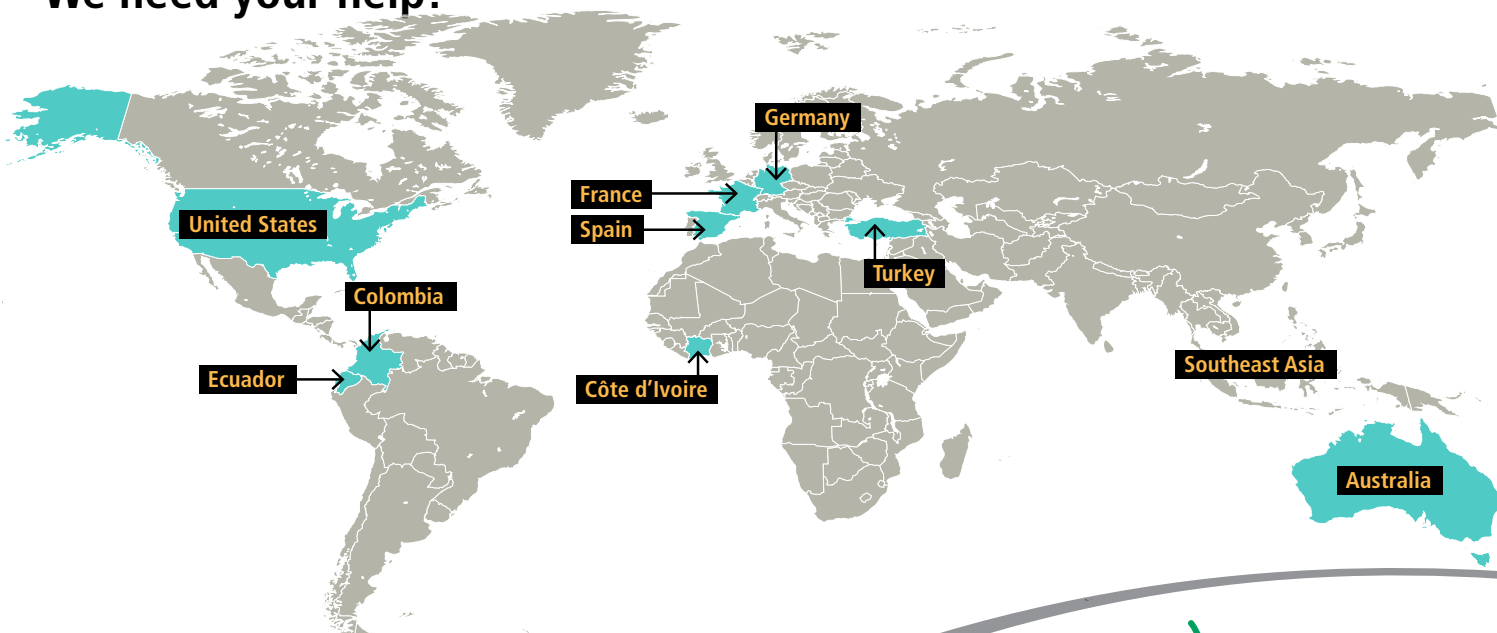 We need your help!
Germany
France
United States
Spain
Turkey
Colombia
Southeast Asia
Ecuador
Côte d’Ivoire
Australia